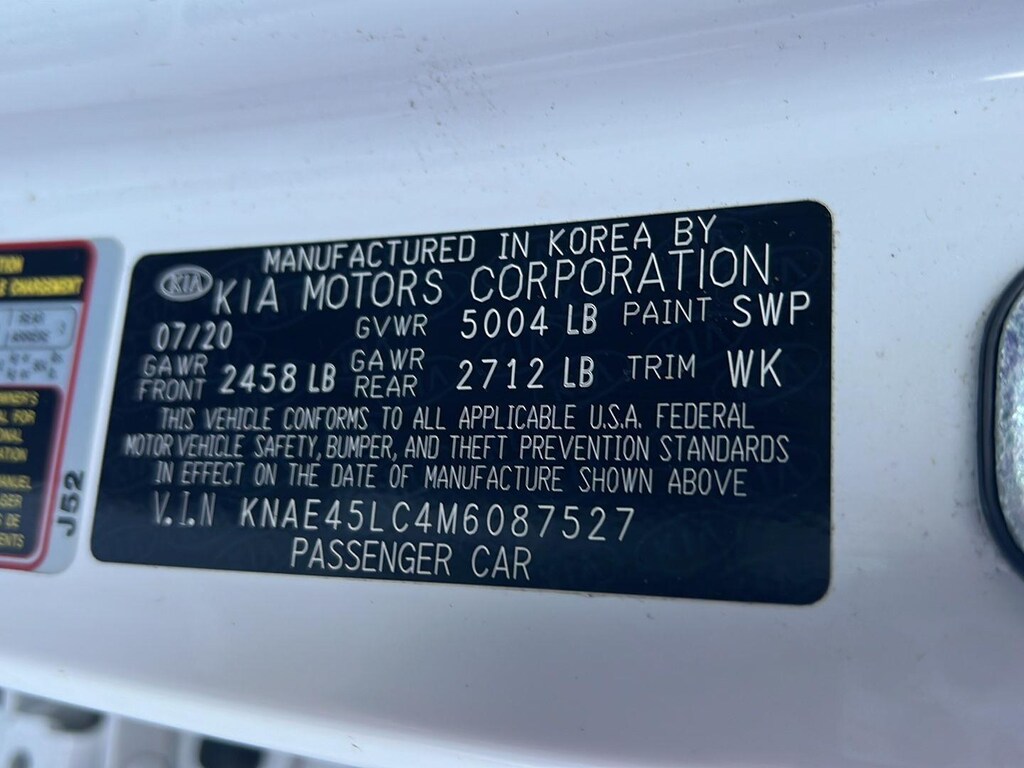 MANUFACTURED IN KOREA BY
KIA KIA MOTORS CORPORATION
07/20 GVWR 5004 LB PAINT SWP
GAWR FRONT 2458 LB GAWR REAR 2712 LB TRIM WK
THIS VEHICLE CONFORMS TO ALL APPLICABLE U.S.A. FEDERAL
MOTOR VEHICLE SAFETY, BUMPER, AND THEFT PREVENTION STANDARDS
IN EFFECT ON THE DATE OF MANUFACTURE SHOWN ABOVE
V.I.N KNAE45LC4M6087527
PASSENGER CAR
CHARGEMENT
J52